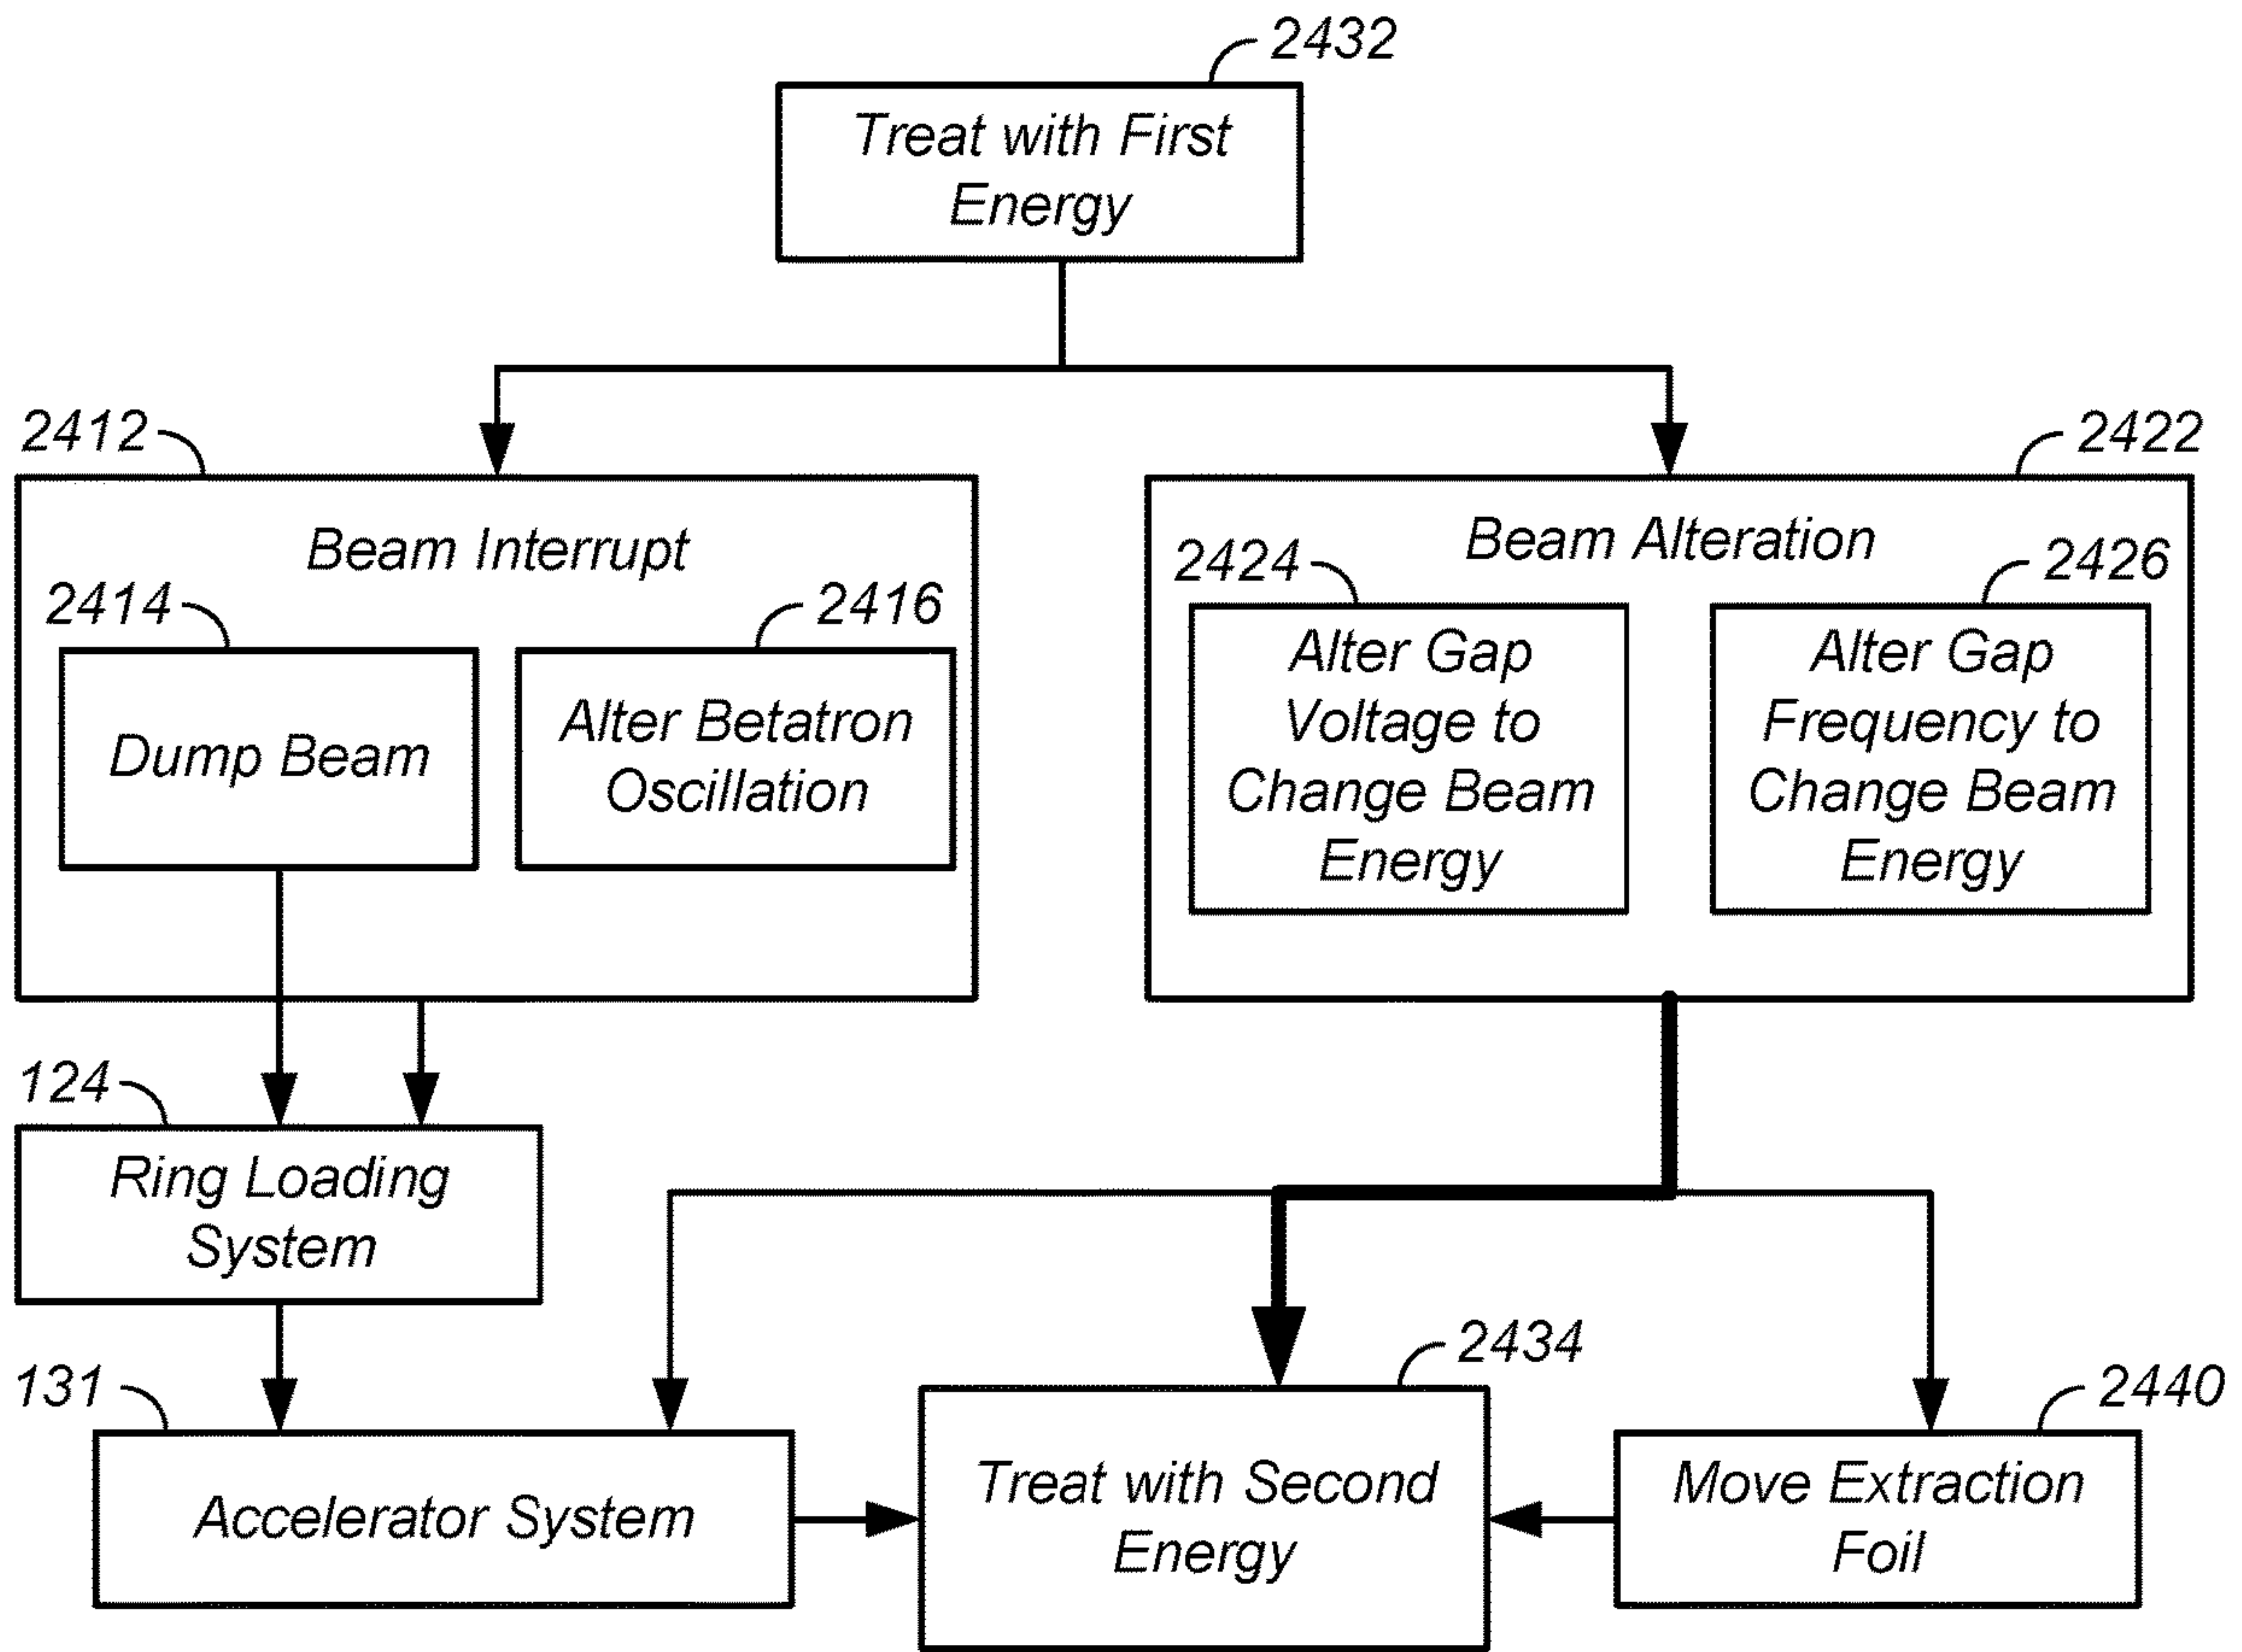 2432
Treat with First
Energy
2412
2422
Beam Interrupt
Beam Alteration
2414
2416
2424
2426
Dump Beam
Alter Betatron
Oscillation
Alter Gap
Voltage to
Change Beam
Energy
Alter Gap
Frequency to
Change Beam
Energy
124
Ring Loading
System
131
2434
2440
Accelerator System
Treat with Second
Energy
Move Extraction
Foil